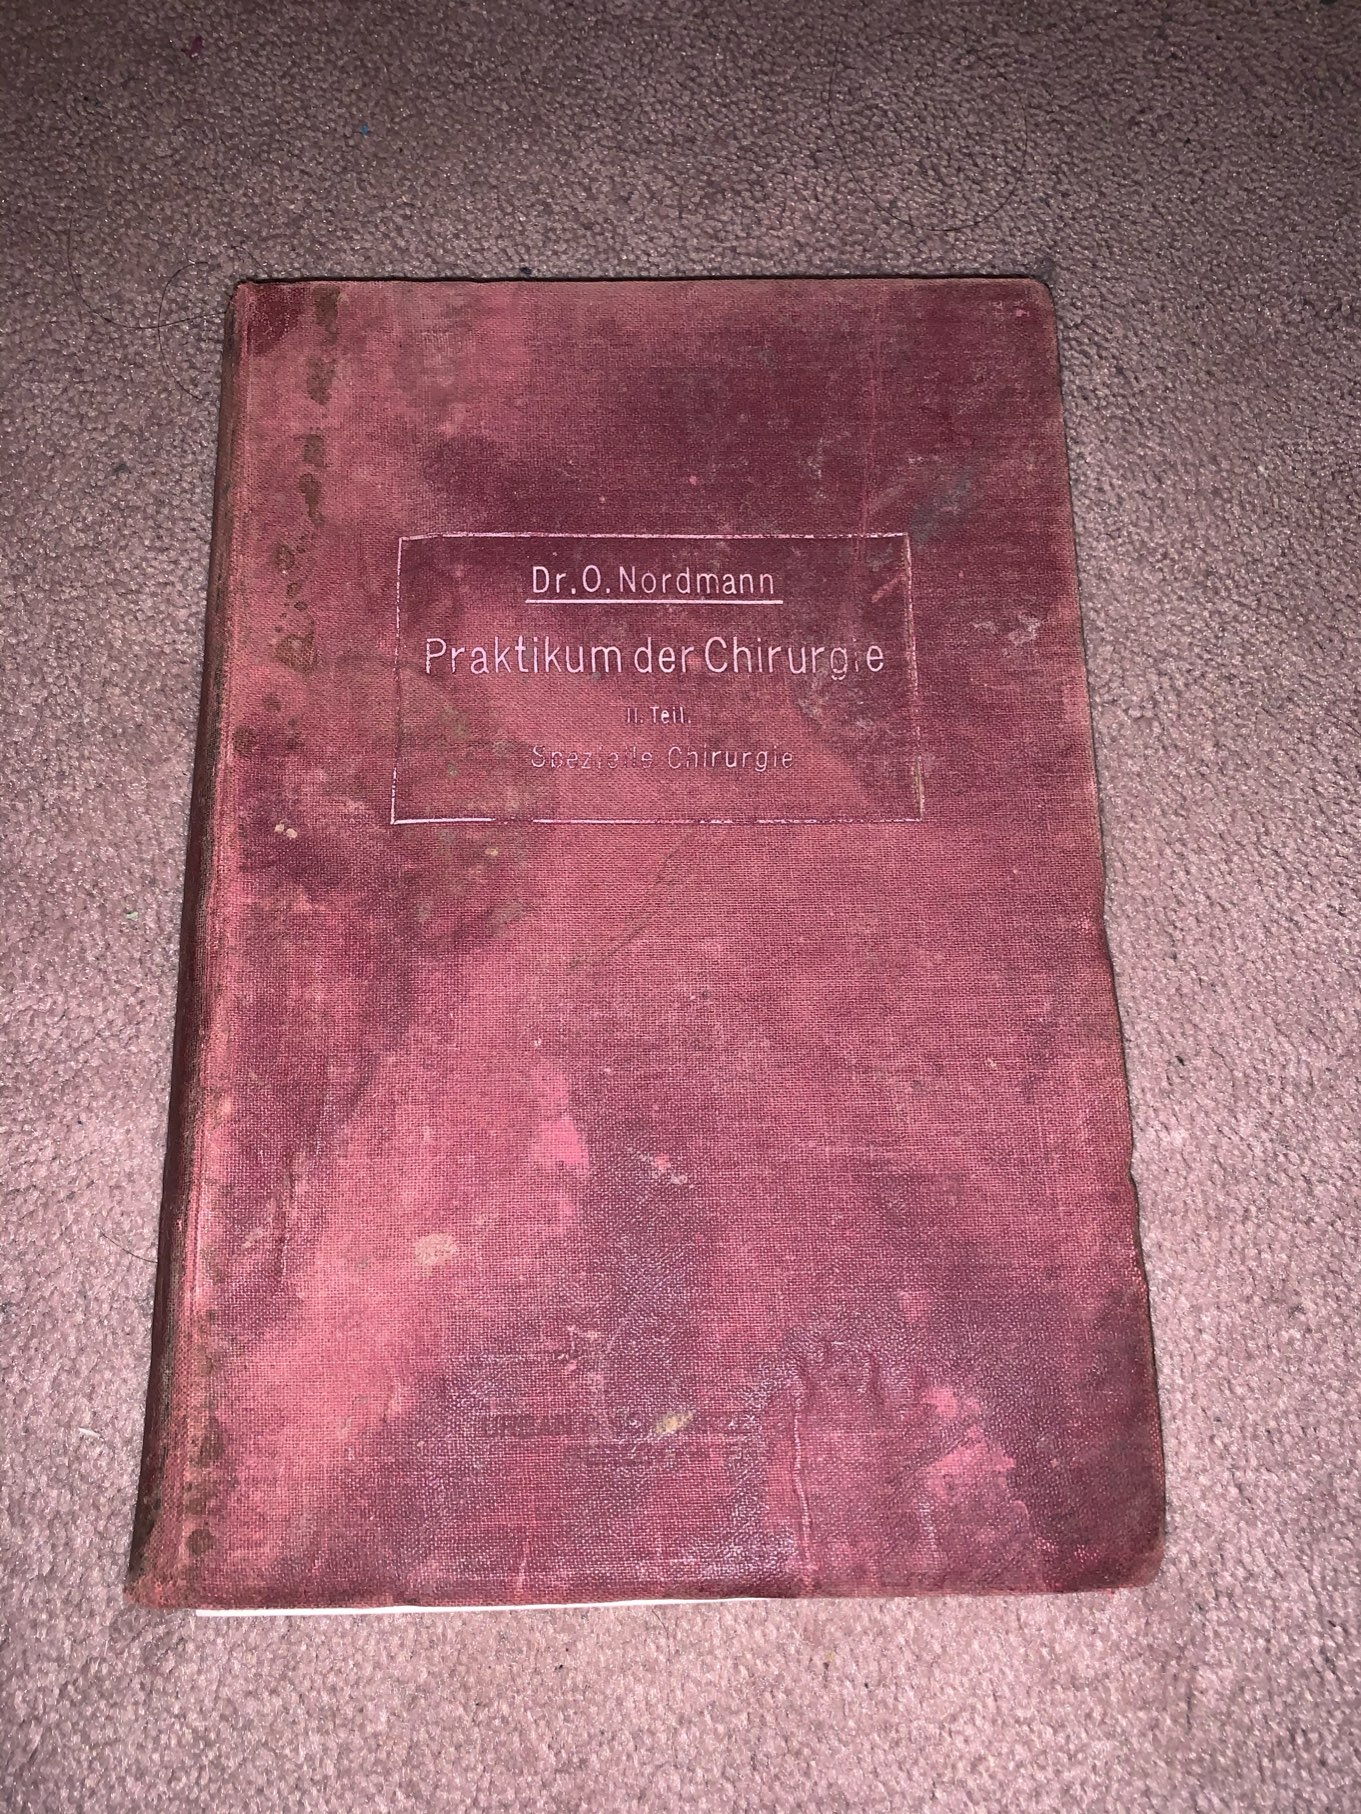 Dr. O. Nordmann
Praktikum der Chirurgie
II. Teil.
Spezielle Chirurgie